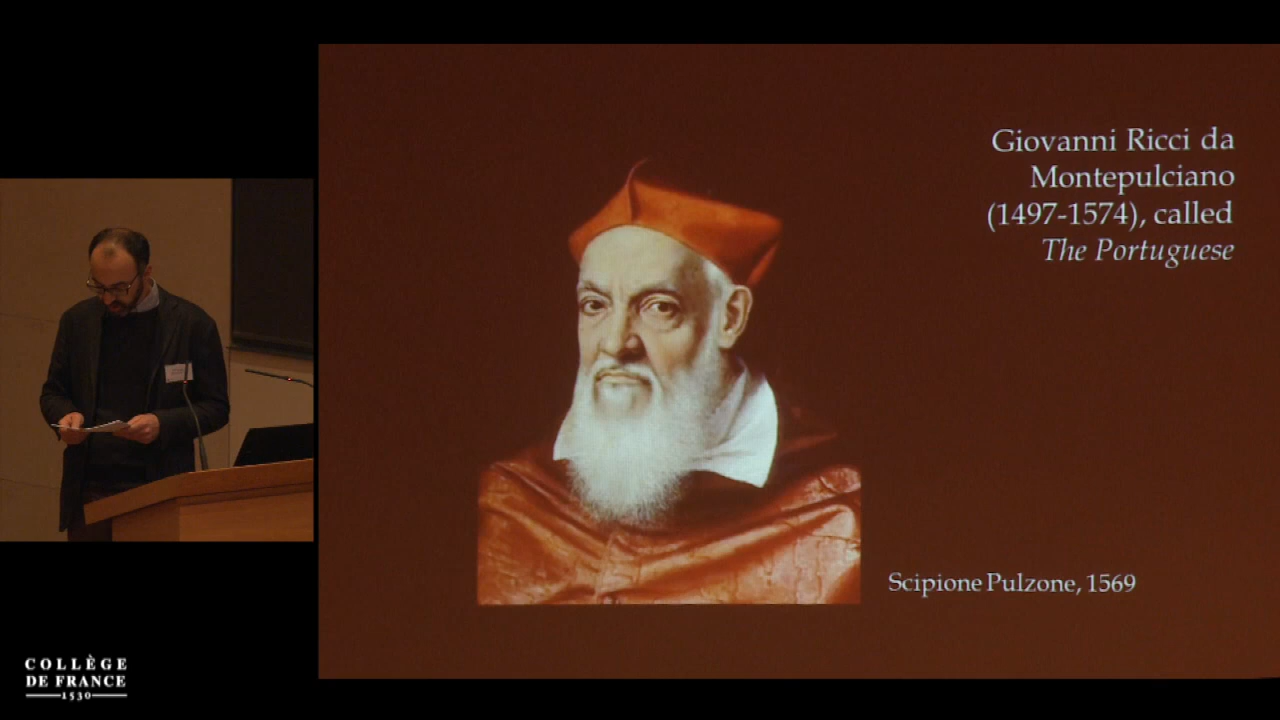 Giovanni Ricci da
Montepulciano
(1497-1574), called
The Portuguese
Scipione Pulzone, 1569
COLLÈGE
DE FRANCE
1530